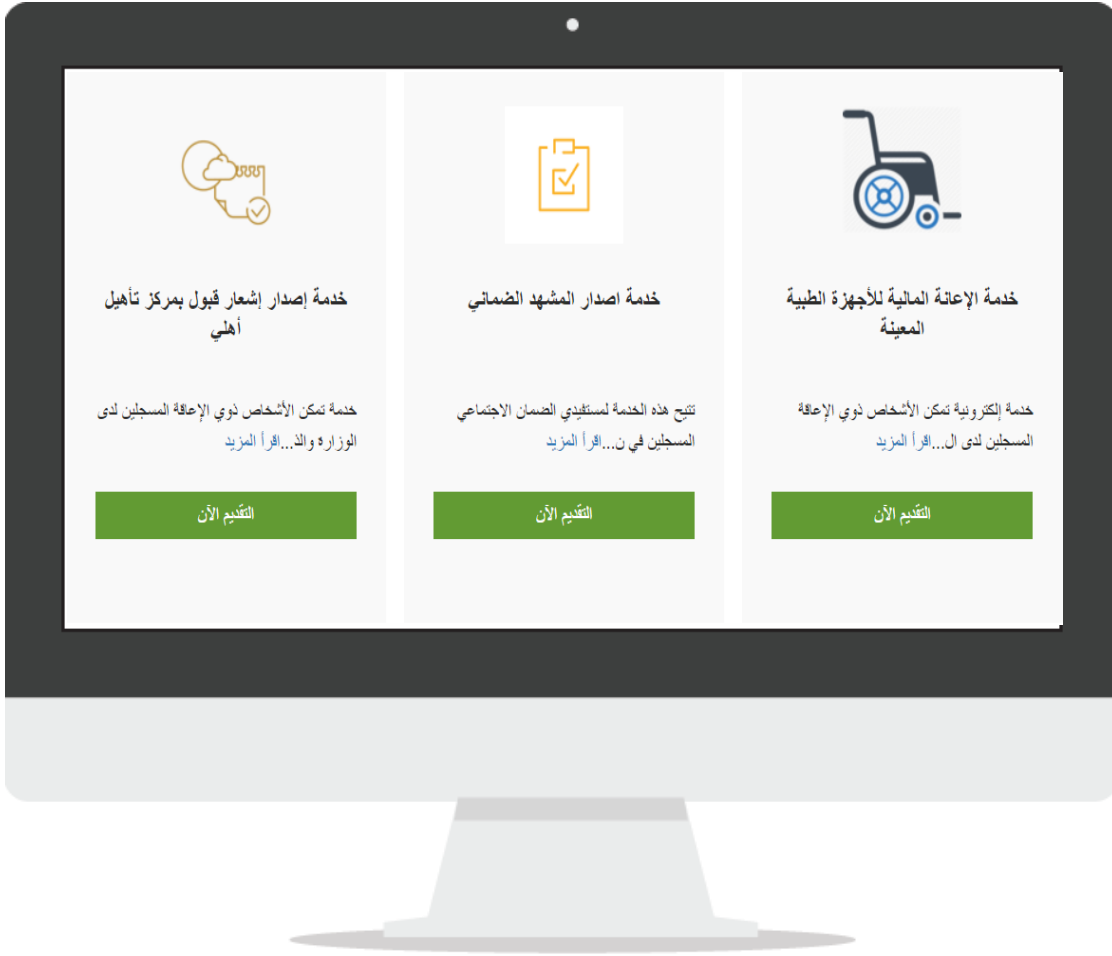 خدمة الإعانة المالية للأجهزة الطبية
المعينة
خدمة إلكترونية تمكن الأشخاص ذوي الإعاقة
المسجلين لدى ال...اقرأ المزيد
التقديم الآن
خدمة اصدار المشهد الضماني
تتيح هذه الخدمة لمستفيدي الضمان الاجتماعي
المسجلين في ن...اقرأ المزيد
التقديم الآن
خدمة إصدار إشعار قبول بمركز تأهيل
أهلي
خدمة تمكن الأشخاص ذوي الإعاقة المسجلين لدى
الوزارة والذ...اقرأ المزيد
التقديم الآن